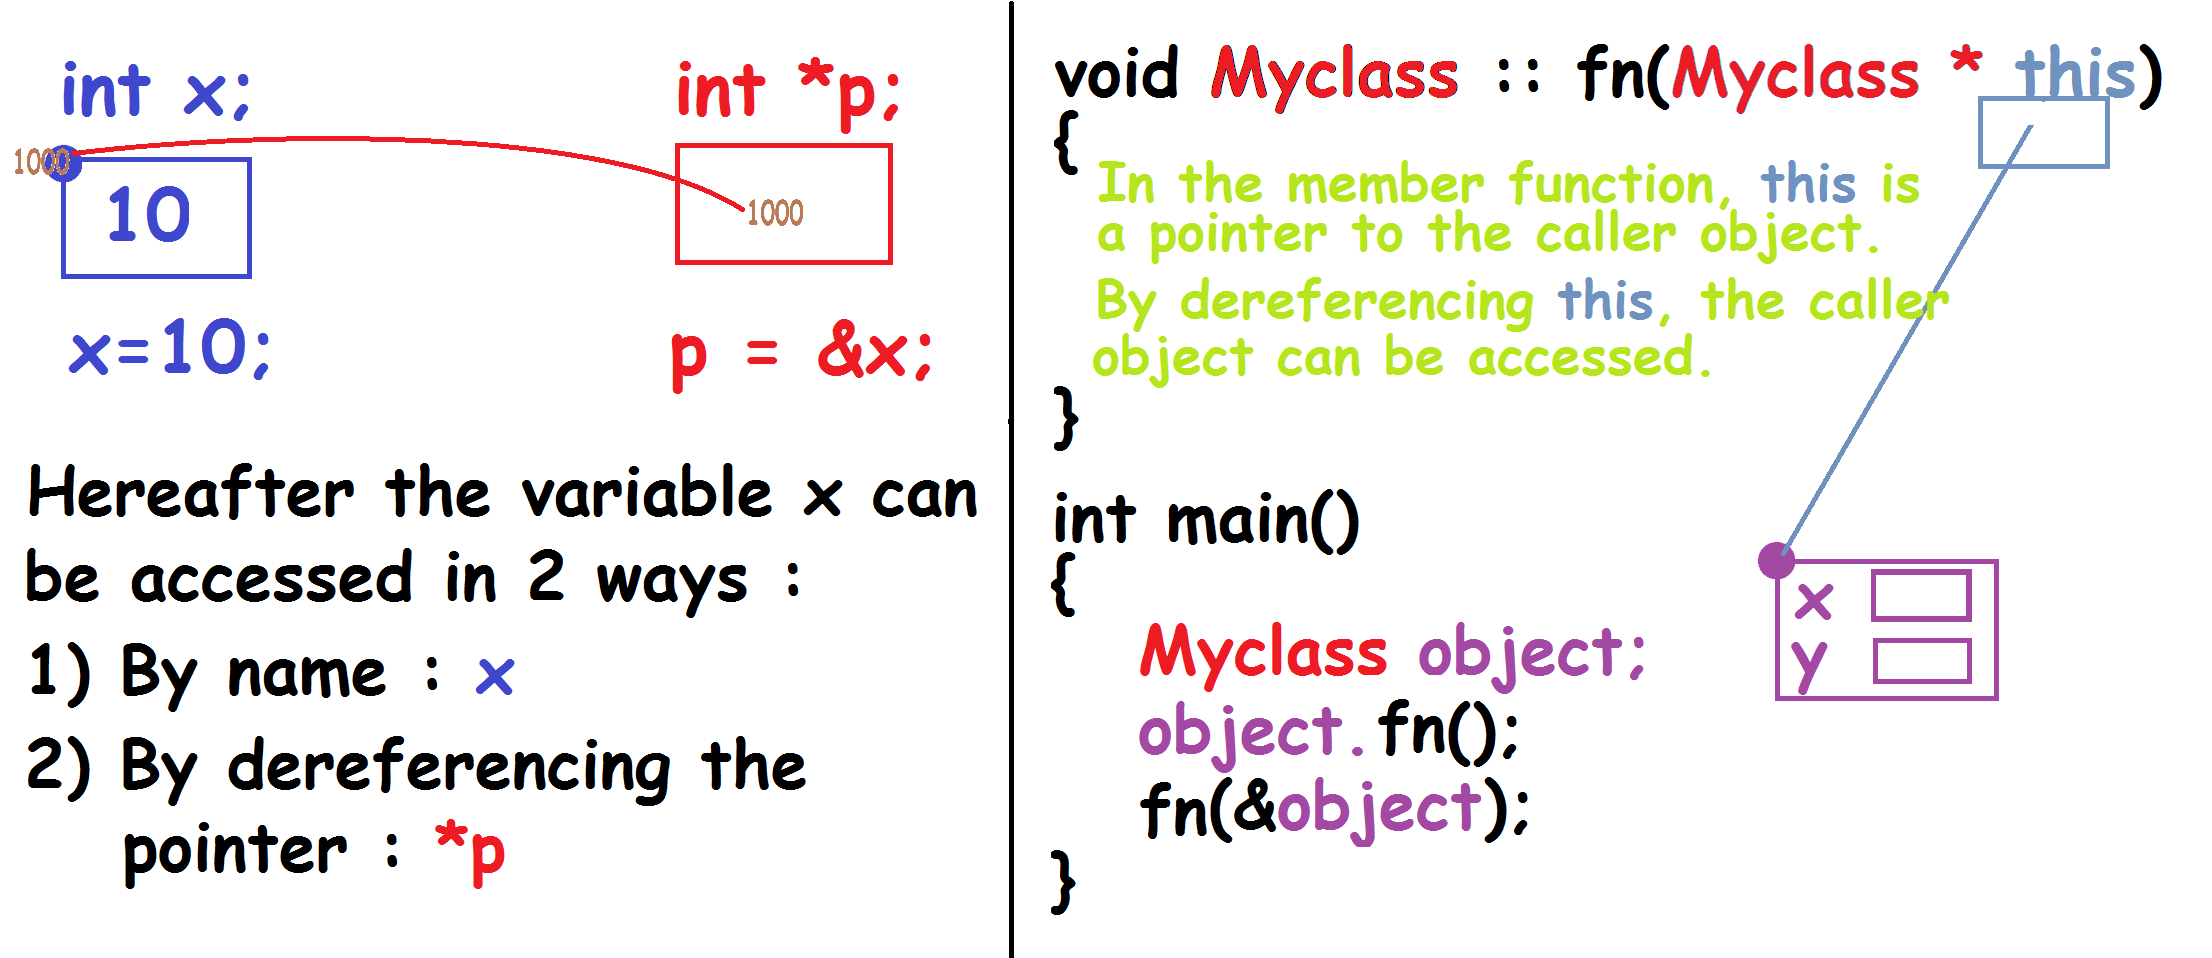 int x;
int *p;
1000
10
1000
x=10;
p = &x;
Hereafter the variable x can
be accessed in 2 ways :
1) By name : x
2) By dereferencing the
pointer : *p
void Myclass :: fn(Myclass * this)
{
In the member function, this is
a pointer to the caller object.
By dereferencing this, the caller
object can be accessed.
}
int main()
{
Myclass object;
object.fn();
fn(&object);
}
x
y